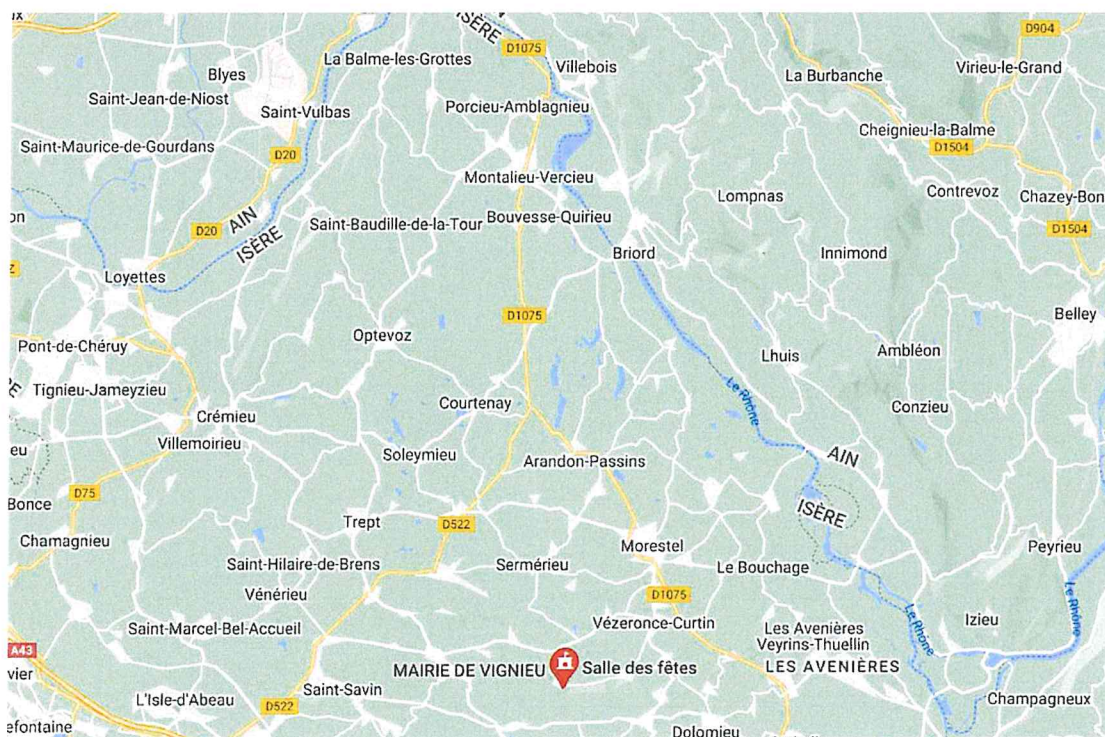 ISÈRE
D1075
D904
Villebois
La Balme-les-Grottes
Virieu-le-Grand
Blyes
La Burbanche
Saint-Jean-de-Niost
Saint-Vulbas
Porcieu-Amblagnieu
Cheignieu-la-Balme
Saint-Maurice-de-Gourdans
D20
D1504
Montalieu-Vercieu
Lompnas
Contrevoz
Chazey-Bon
AIN
Saint-Baudille-de-la-Tour
Bouvesse-Quirieu
D20
D1504
ISÈRE
Briord
Innimond
Loyettes
D1075
Belley
Optevoz
Pont-de-Chéruy
Lhuis
Ambléon
Tignieu-Jameyzieu
Le Rhône
Courtenay
Conzieu
Crémieu
Villemoirieu
Soleymieu
Arandon-Passins
AIN
D75
Bonce
ISÈRE
Trept
D522
Chamagnieu
Morestel
Peyrieu
Saint-Hilaire-de-Brens
Sermérieu
Le Bouchage
Vénérieu
D1075
Le Rhône
Le Rhône
Izieu
Saint-Marcel-Bel-Accueil
Vézeronce-Curtin
Les Avenières
Veyrins-Thuellin
A43
MAIRIE DE VIGNIEU
Salle des fêtes
LES AVENIÈRES
vier
L'Isle-d'Abeau
Saint-Savin
Champagneux
D522
efontaine
Dolomieu